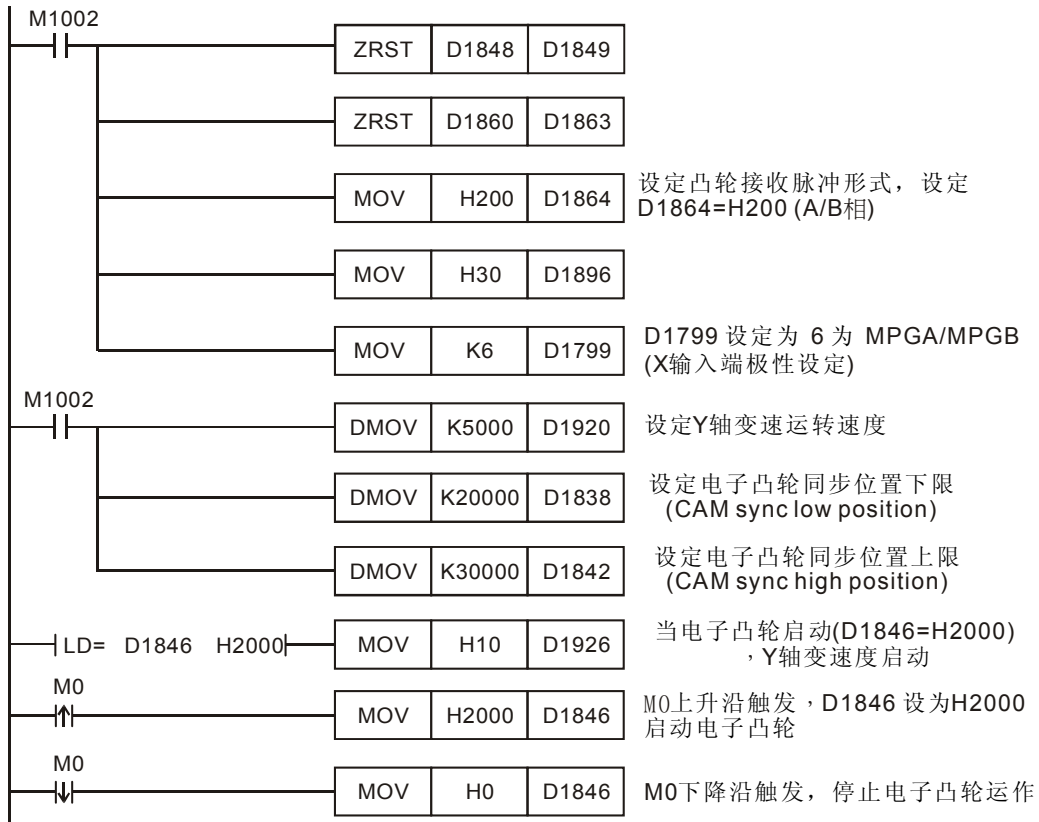 M1002
ZRST D1848 D1849
ZRST D1860 D1863
MOV H200 D1864
设定凸轮接收脉冲形式，设定
D1864=H200 (A/B相)
MOV H30 D1896
MOV K6 D1799
D1799 设定为 6 为 MPGA/MPGB
(X输入端极性设定)
M1002
DMOV K5000 D1920
设定Y轴变速运转速度
DMOV K20000 D1838
设定电子凸轮同步位置下限
(CAM sync low position)
DMOV K30000 D1842
设定电子凸轮同步位置上限
(CAM sync high position)
LD= D1846 H2000
MOV H10 D1926
当电子凸轮启动(D1846=H2000)
，Y轴变速度启动
M0
MOV H2000 D1846
M0上升沿触发，D1846 设为H2000
启动电子凸轮
M0
MOV H0 D1846
M0下降沿触发，停止电子凸轮运作